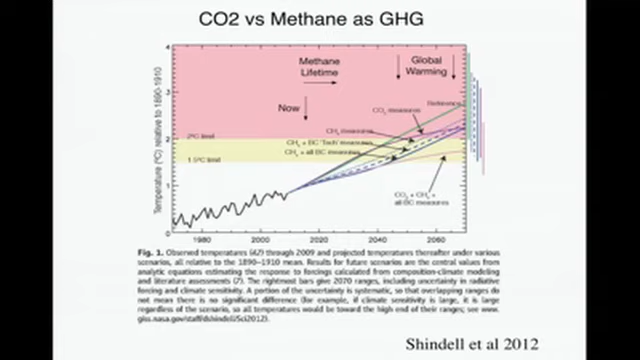 CO2 vs Methane as GHG
4
Methane
Lifetime
Global
Warming
3
Now
CO₂ measures
Reference
CH₄ measures
2
2°C limit
CH₄ + BC 'Tech' measures
CH₄ + all BC measures
1.5°C limit
1
CO₂ + CH₄ +
all BC measures
0
1980
2000
2020
2040
2060
Temperature (°C) relative to 1890-1910
Fig. 1. Observed temperatures (42) through 2009 and projected temperatures thereafter under various
scenarios, all relative to the 1890–1910 mean. Results for future scenarios are the central values from
analytic equations estimating the response to forcings calculated from composition-climate modeling
and literature assessments (7). The rightmost bars give 2070 ranges, including uncertainty in radiative
forcing and climate sensitivity. A portion of the uncertainty is systematic, so that overlapping ranges do
not mean there is no significant difference (for example, if climate sensitivity is large, it is large
regardless of the scenario, so all temperatures would be toward the high end of their ranges; see www.
giss.nasa.gov/staff/dshindell/Sci2012).
Shindell et al 2012